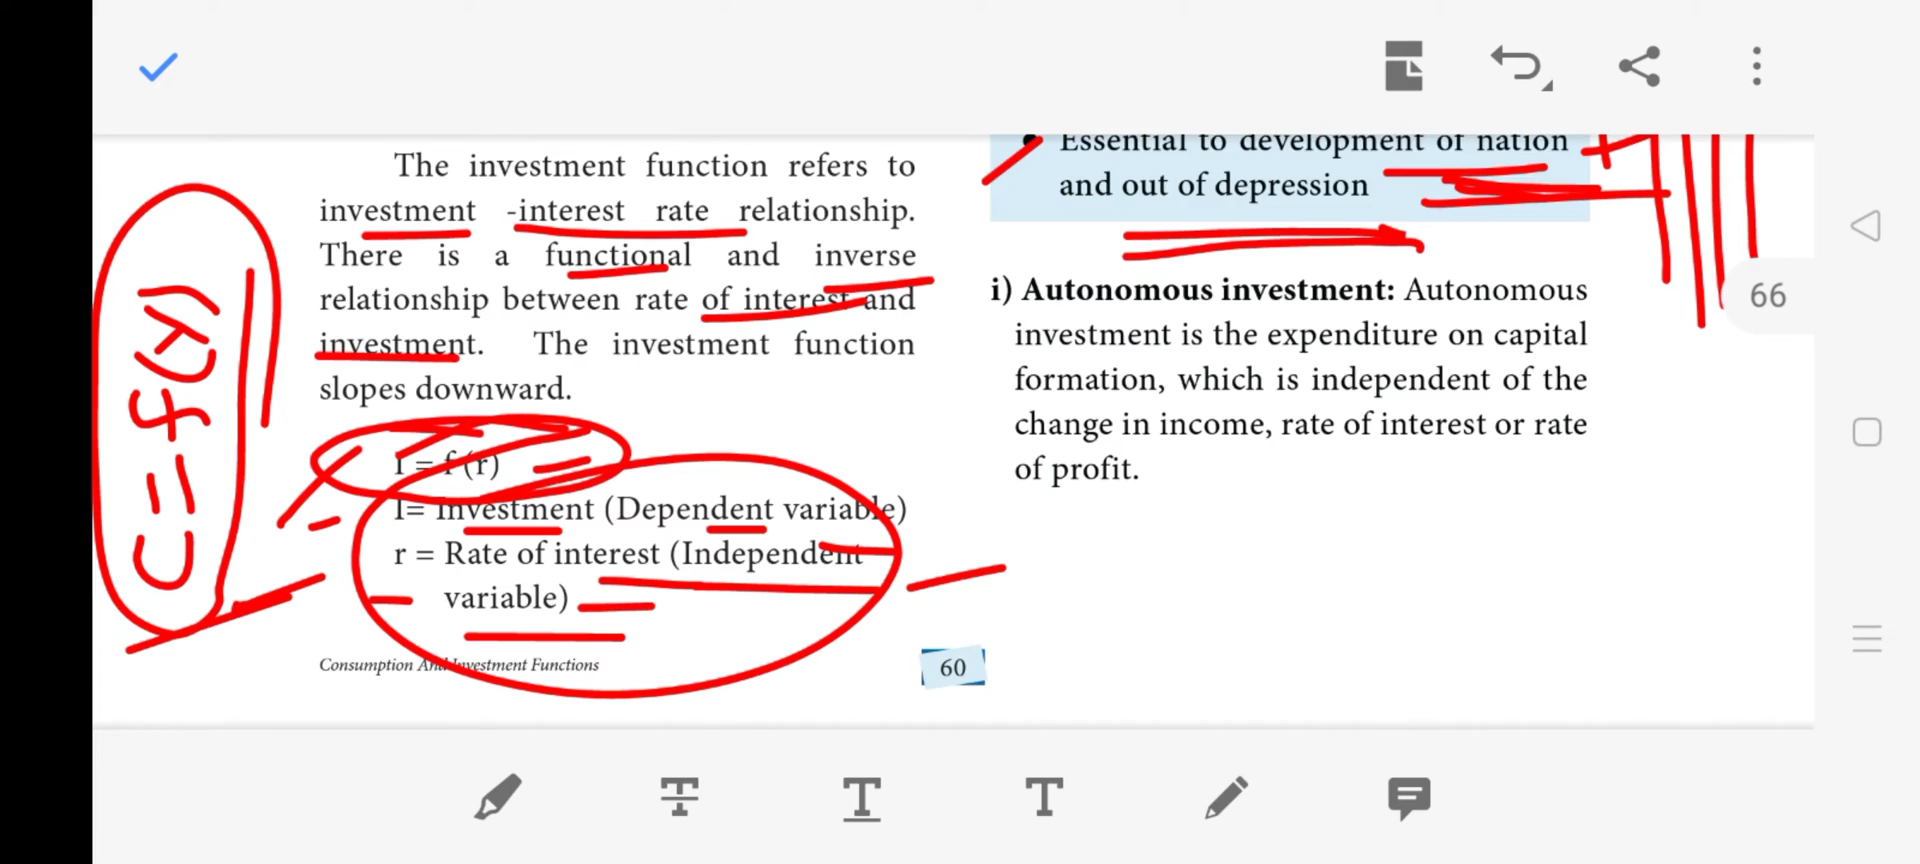 The investment function refers to
investment -interest rate relationship.
There is a functional and inverse
relationship between rate of interest and
investment. The investment function
slopes downward.
I = f (r)
I= Investment (Dependent variable)
r = Rate of interest (Independent
variable)
Consumption And Investment Functions
60
Essential to development of nation
and out of depression
i) Autonomous investment: Autonomous
investment is the expenditure on capital
formation, which is independent of the
change in income, rate of interest or rate
of profit.
66
C = f (Y)